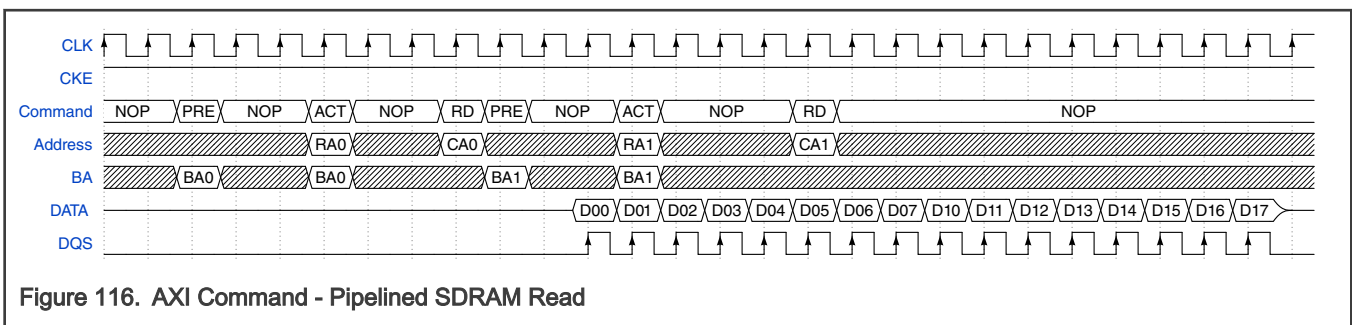 CLK
CKE
Command NOP PRE NOP ACT NOP RD PRE NOP ACT NOP RD NOP
Address RA0 CA0 RA1 CA1
BA BA0 BA0 BA1 BA1
DATA D00 D01 D02 D03 D04 D05 D06 D07 D10 D11 D12 D13 D14 D15 D16 D17
DQS
Figure 116. AXI Command - Pipelined SDRAM Read